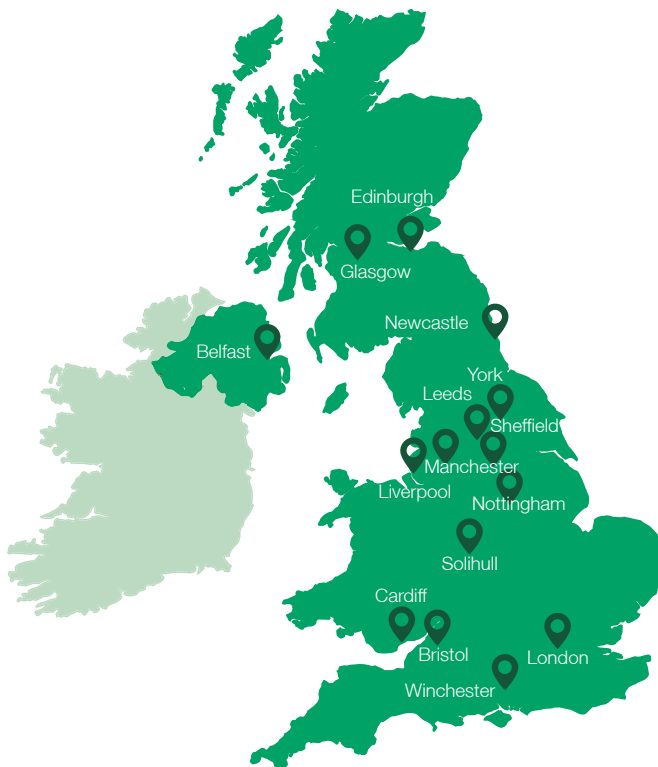 Edinburgh
Glasgow
Newcastle
Belfast
York
Leeds
Sheffield
Manchester
Liverpool
Nottingham
Solihull
Cardiff
Bristol
London
Winchester